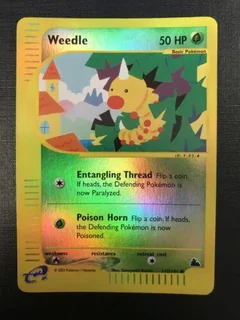 Weedle 50 HP
Basic Pokémon
Entangling Thread Flip a coin.
If heads, the Defending Pokémon is
now Paralyzed.
Poison Horn Flip a coin. If heads,
the Defending Pokémon is now
Poisoned.
weakness resistance retreat cost